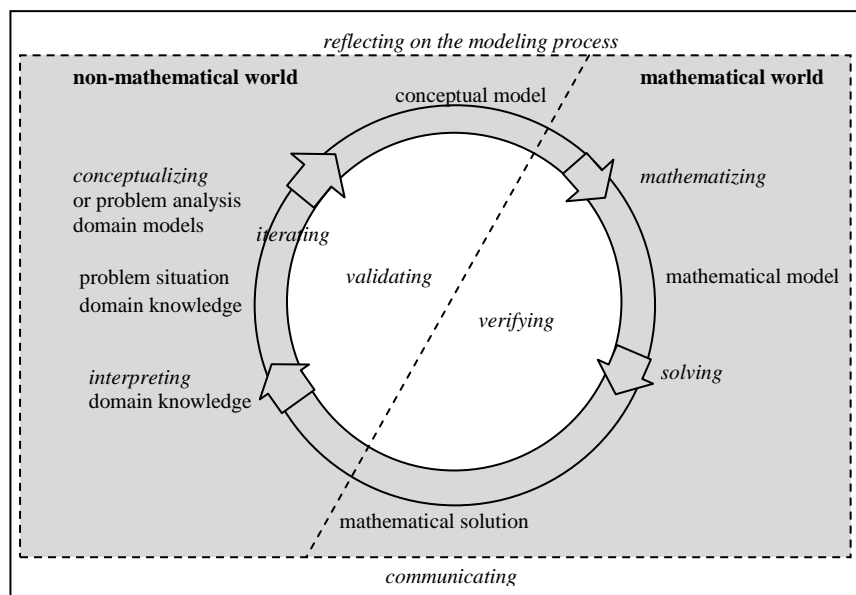 reflecting on the modeling process
non-mathematical world
mathematical world
conceptual model
conceptualizing
or problem analysis
domain models
mathematizing
iterating
problem situation
domain knowledge
validating
mathematical model
verifying
interpreting
domain knowledge
solving
mathematical solution
communicating